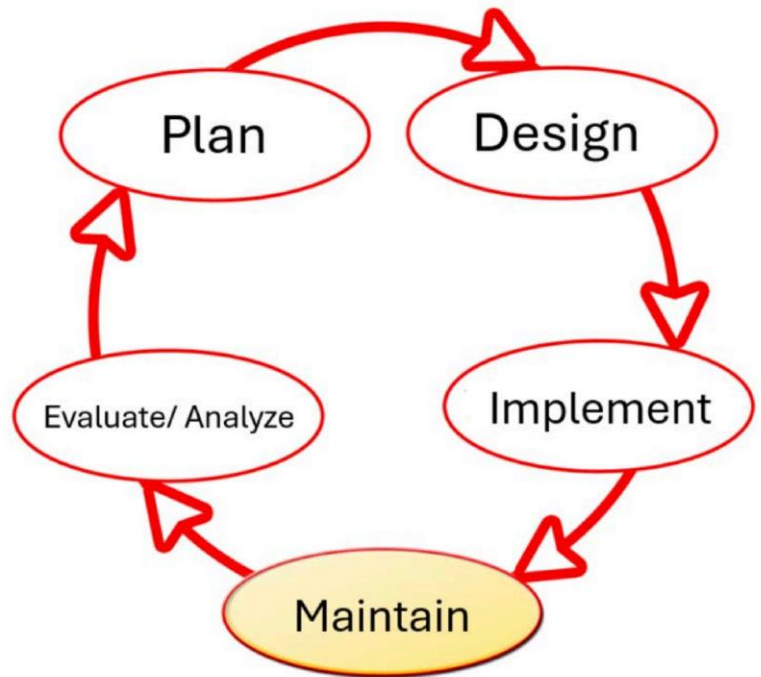 Plan
Design
Implement
Maintain
Evaluate/ Analyze